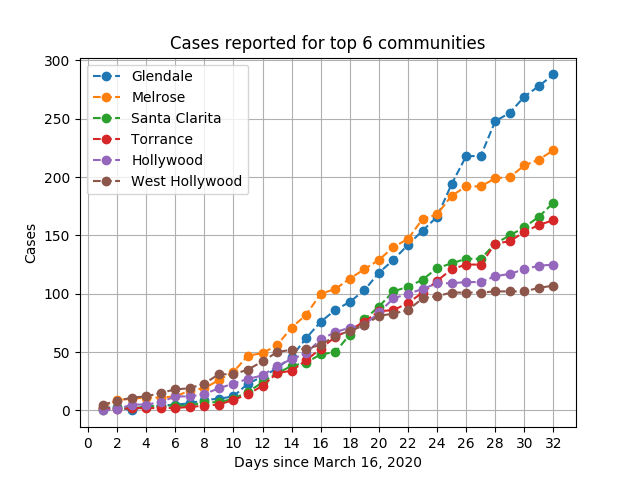 Cases reported for top 6 communities
300
250
200
150
100
50
0
Cases
Glendale
Melrose
Santa Clarita
Torrance
Hollywood
West Hollywood
0 2 4 6 8 10 12 14 16 18 20 22 24 26 28 30 32
Days since March 16, 2020